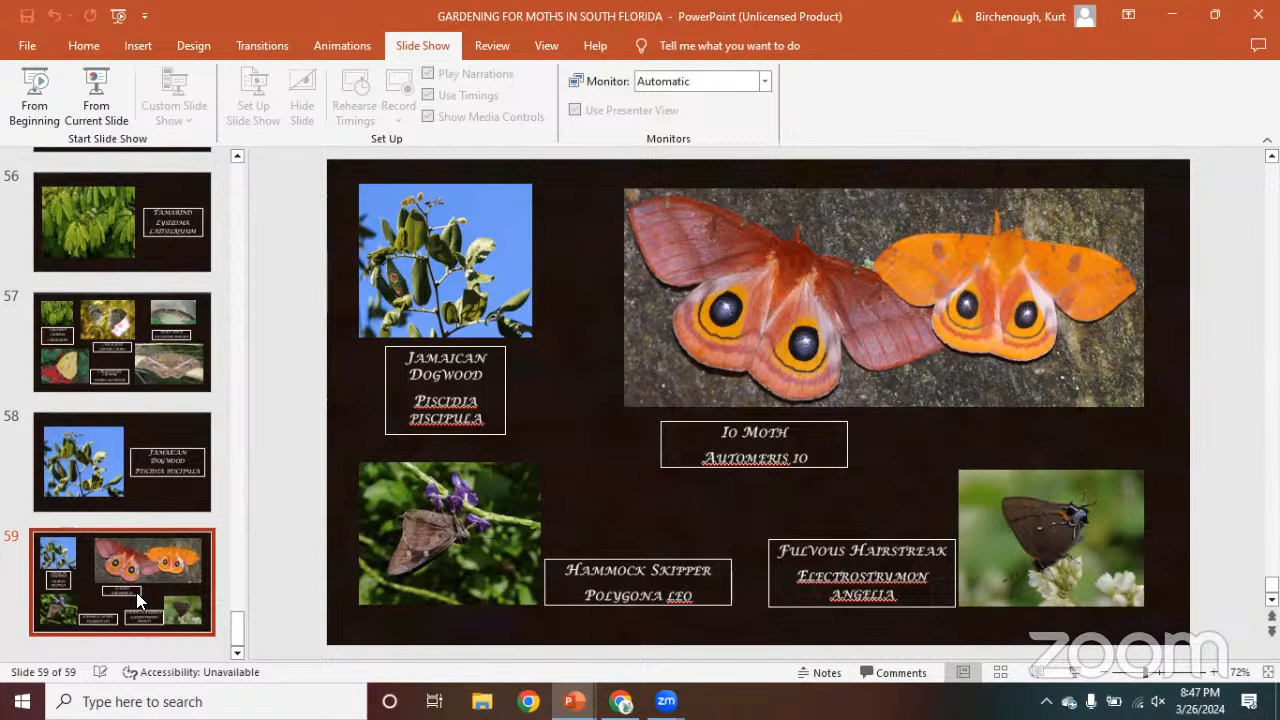 GARDENING FOR MOTHS IN SOUTH FLORIDA - PowerPoint (Unlicensed Product)
Birchenough, Kurt
File Home Insert Design Transitions Animations Slide Show Review View Help Tell me what you want to do
From Beginning
From Current Slide
Custom Slide Show
Set Up Slide Show
Hide Slide
Rehearse Timings
Record
Play Narrations
Use Timings
Show Media Controls
Monitor: Automatic
Use Presenter View
Start Slide Show
Set Up
Monitors
56
TAMARIND
LYSILOMA
LATISILIQUUM
57
58
JAMAICAN
DOGWOOD
PISCIDIA PISCIPULA
59
JAMAICAN
DOGWOOD
PISCIDIA
PISCIPULA
IO MOTH
AUTOMERIS IO
HAMMOCK SKIPPER
POLYGONA LEO
FULVOUS HAIRSTREAK
ELECTROSTRYMON
ANGELIA
zoom
Slide 59 of 59
Accessibility: Unavailable
Notes
Comments
72%
Type here to search
zm
8:47 PM
3/26/2024